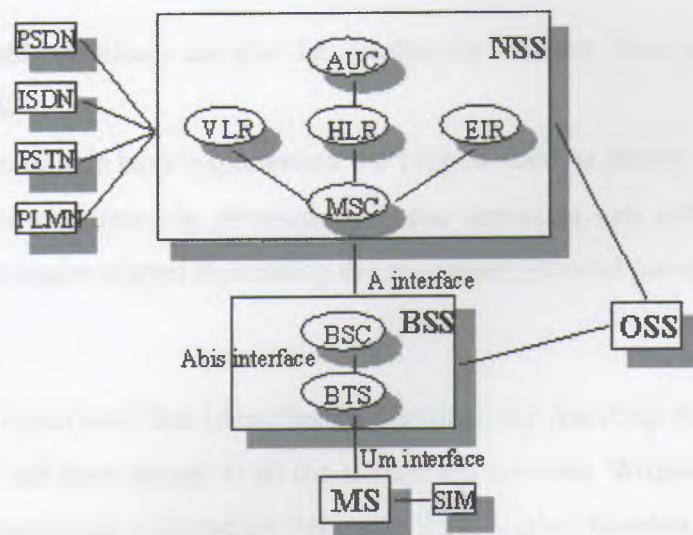 PSDN
ISDN
PSTN
PLMN
NSS
AUC
VLR
HLR
EIR
MSC
A interface
BSS
BSC
Abis interface
BTS
OSS
Um interface
MS
SIM